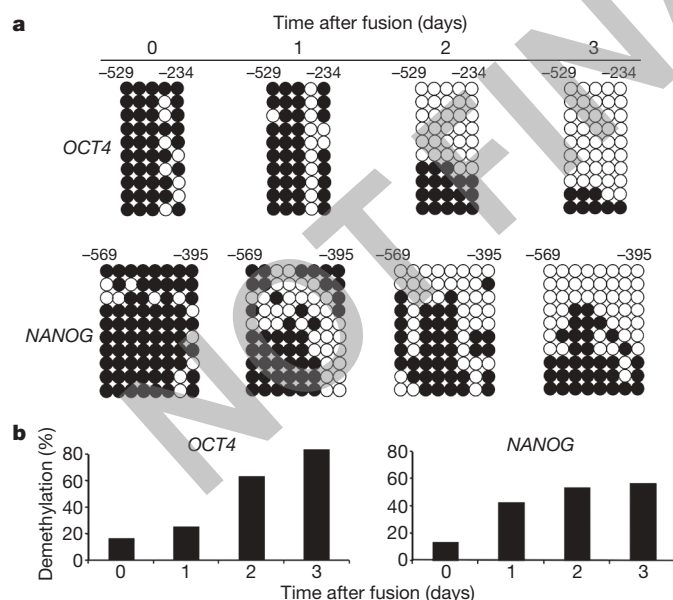 a
Time after fusion (days)
0 1 2 3
–529 –234 –529 –234 –529 –234 –529 –234
OCT4
–569 –395 –569 –395 –569 –395 –569 –395
NANOG
b
OCT4
Demethylation (%)
80
60
40
20
0
0 1 2 3
NANOG
80
60
40
20
0
0 1 2 3
Time after fusion (days)
NOT FINA